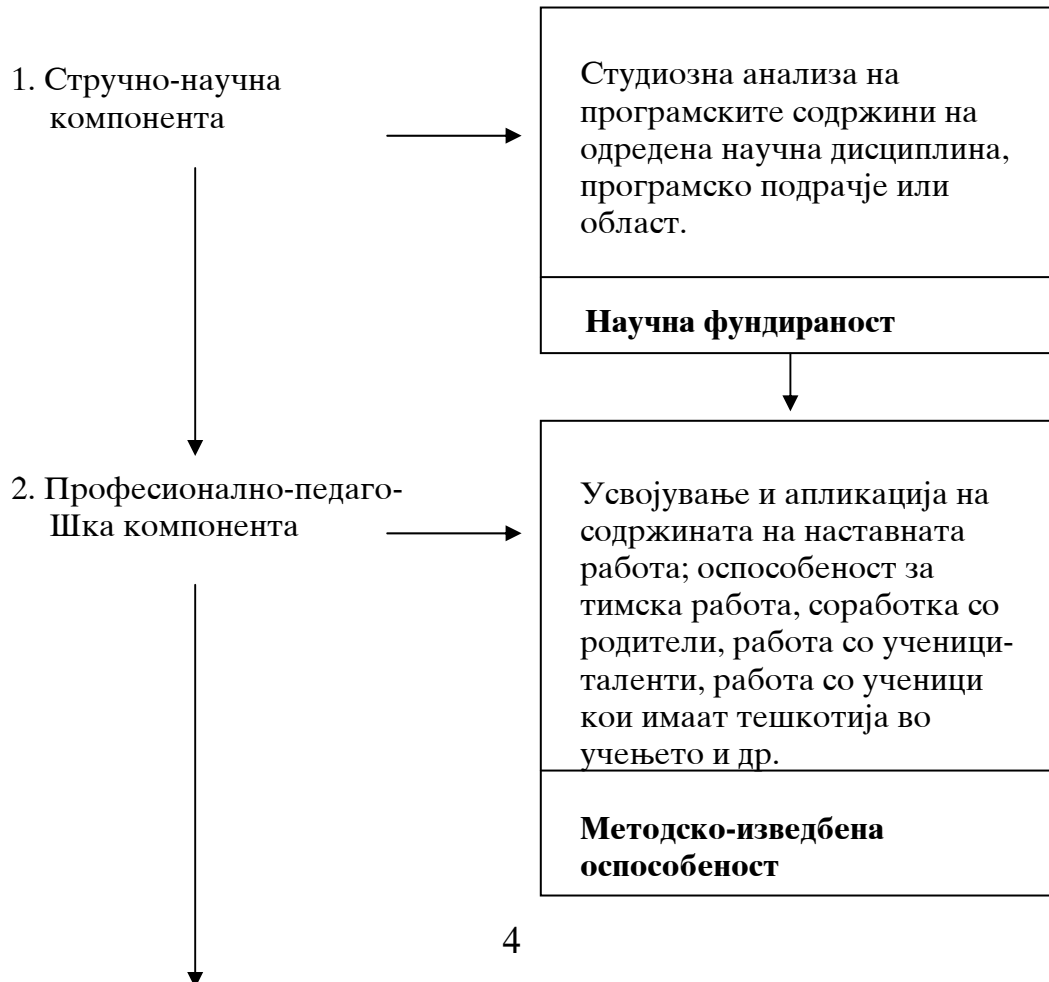 1. Стручно-научна
компонента
Студиозна анализа на
програмските содржини на
одредена научна дисциплина,
програмско подрачје или
област.
Научна фундираност
2. Професионално-педаго-
Шка компонента
Усвојување и апликација на
содржината на наставната
работа; оспособеност за
тимска работа, соработка со
родители, работа со ученици-
таленти, работа со ученици
кои имаат тешкотија во
учењето и др.
Методско-изведбена
оспособеност
4